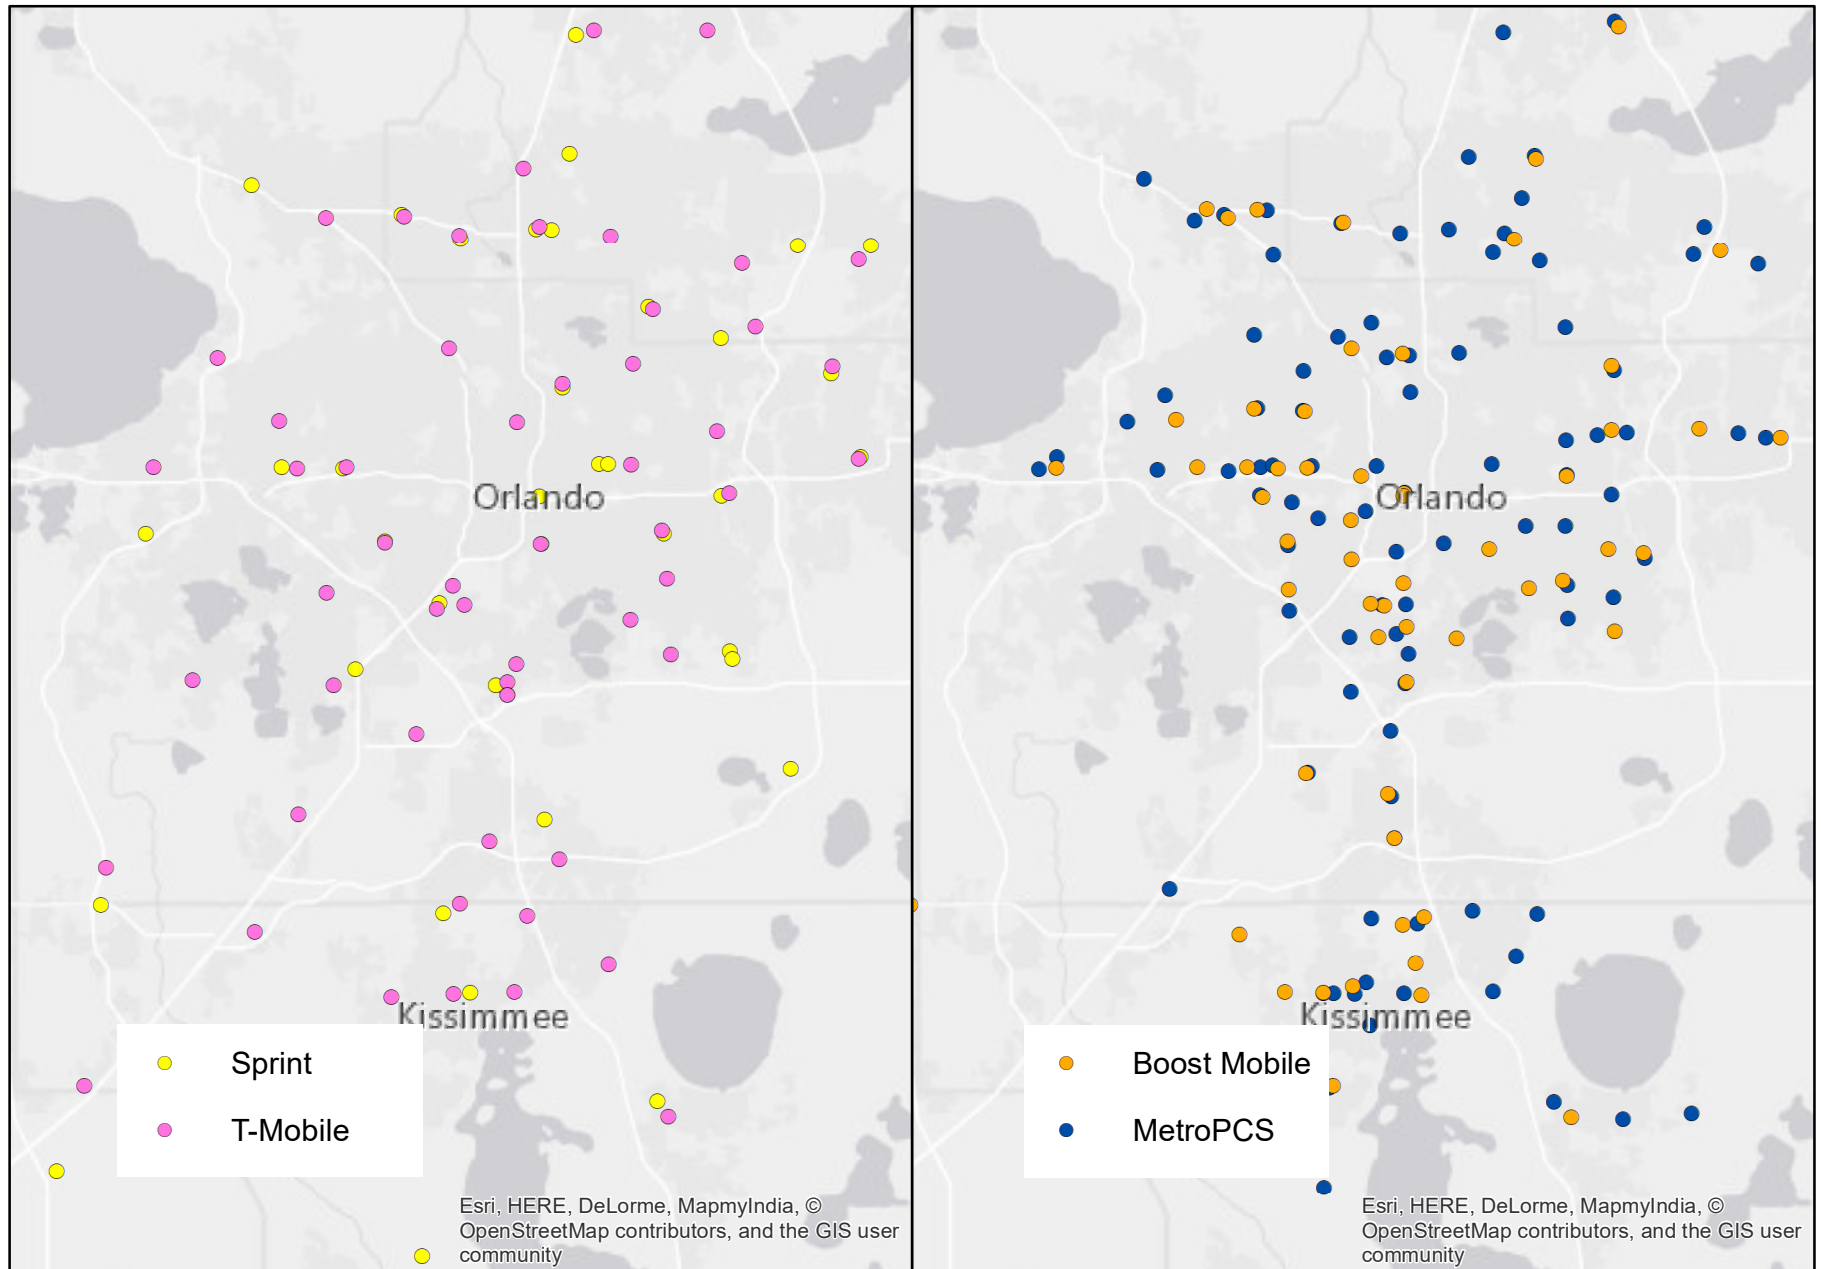 Orlando
Kissimmee
Sprint
T-Mobile
Esri, HERE, DeLorme, MapmyIndia, ©
OpenStreetMap contributors, and the GIS user
community
Orlando
Kissimmee
Boost Mobile
MetroPCS
Esri, HERE, DeLorme, MapmyIndia, ©
OpenStreetMap contributors, and the GIS user
community